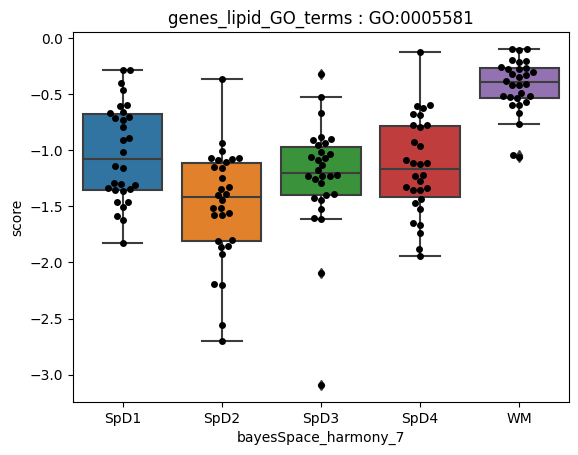 genes_lipid_GO_terms : GO:0005581
0.0
−0.5
−1.0
−1.5
−2.0
−2.5
−3.0
score
SpD1 SpD2 SpD3 SpD4 WM
bayesSpace_harmony_7